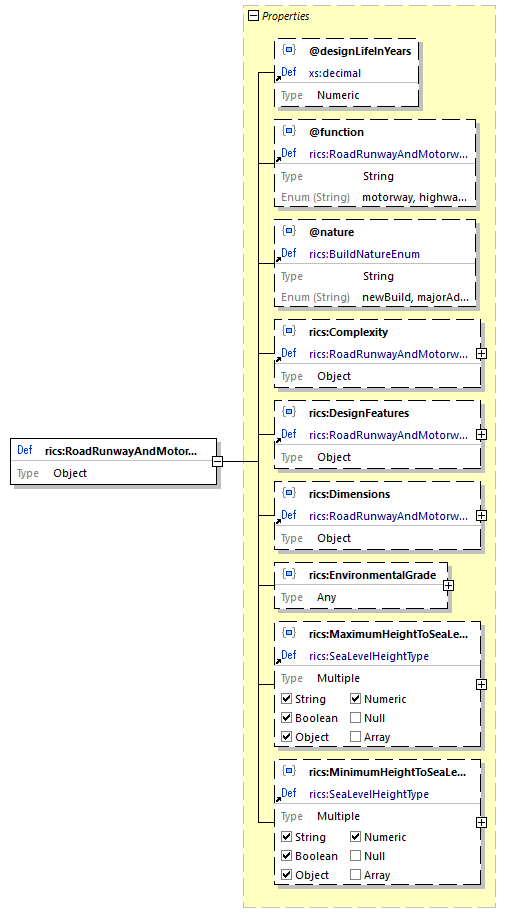 Properties
@designLifeInYears
Def xs:decimal
Type Numeric
@function
Def rics:RoadRunwayAndMotorw...
Type String
Enum (String) motorway, highwa...
@nature
Def rics:BuildNatureEnum
Type String
Enum (String) newBuild, majorAd...
rics:Complexity
Def rics:RoadRunwayAndMotorw...
Type Object
rics:DesignFeatures
Def rics:RoadRunwayAndMotorw...
Type Object
Def rics:RoadRunwayAndMotor...
Type Object
rics:Dimensions
Def rics:RoadRunwayAndMotorw...
Type Object
rics:EnvironmentalGrade
Type Any
rics:MaximumHeightToSeaLe...
Def rics:SeaLevelHeightType
Type Multiple
String Numeric
Boolean Null
Object Array
rics:MinimumHeightToSeaLe...
Def rics:SeaLevelHeightType
Type Multiple
String Numeric
Boolean Null
Object Array